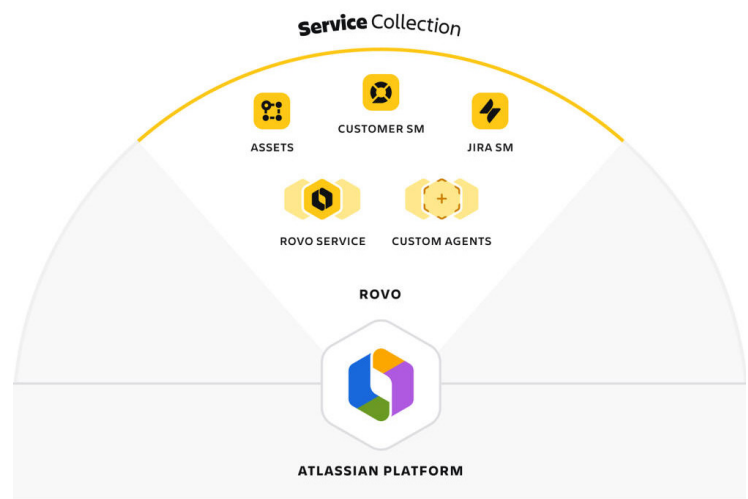 Service Collection
CUSTOMER SM
ASSETS
JIRA SM
ROVO SERVICE
CUSTOM AGENTS
ROVO
ATLASSIAN PLATFORM